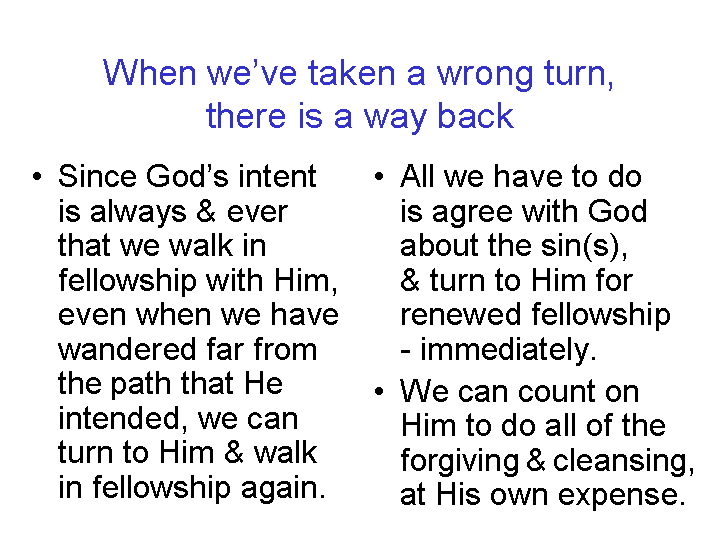 When we’ve taken a wrong turn,
there is a way back
• Since God’s intent
is always & ever
that we walk in
fellowship with Him,
even when we have
wandered far from
the path that He
intended, we can
turn to Him & walk
in fellowship again.
• All we have to do
is agree with God
about the sin(s),
& turn to Him for
renewed fellowship
- immediately.
• We can count on
Him to do all of the
forgiving & cleansing,
at His own expense.